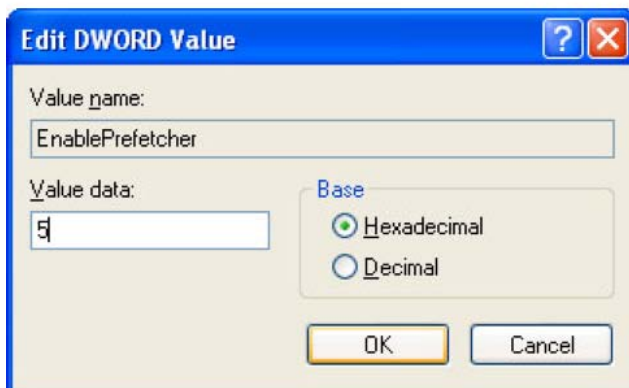 Edit DWORD Value
Value name:
EnablePrefetcher
Value data:
5
Base
Hexadecimal
Decimal
OK
Cancel